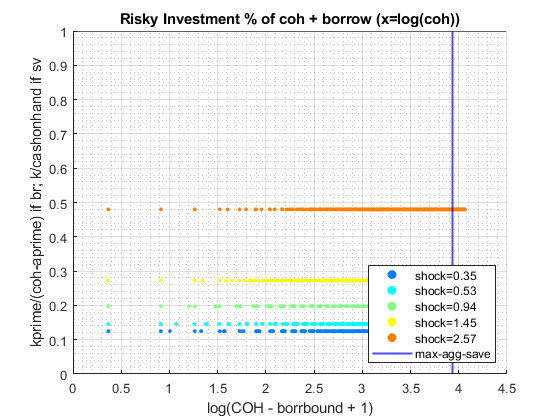 Risky Investment % of coh + borrow (x=log(coh))
kprime/(coh-aprime) if br; k/cashonhand if sv
1
0.9
0.8
0.7
0.6
0.5
0.4
0.3
0.2
0.1
0
shock=0.35
shock=0.53
shock=0.94
shock=1.45
shock=2.57
max-agg-save
0 0.5 1 1.5 2 2.5 3 3.5 4 4.5
log(COH - borrbound + 1)